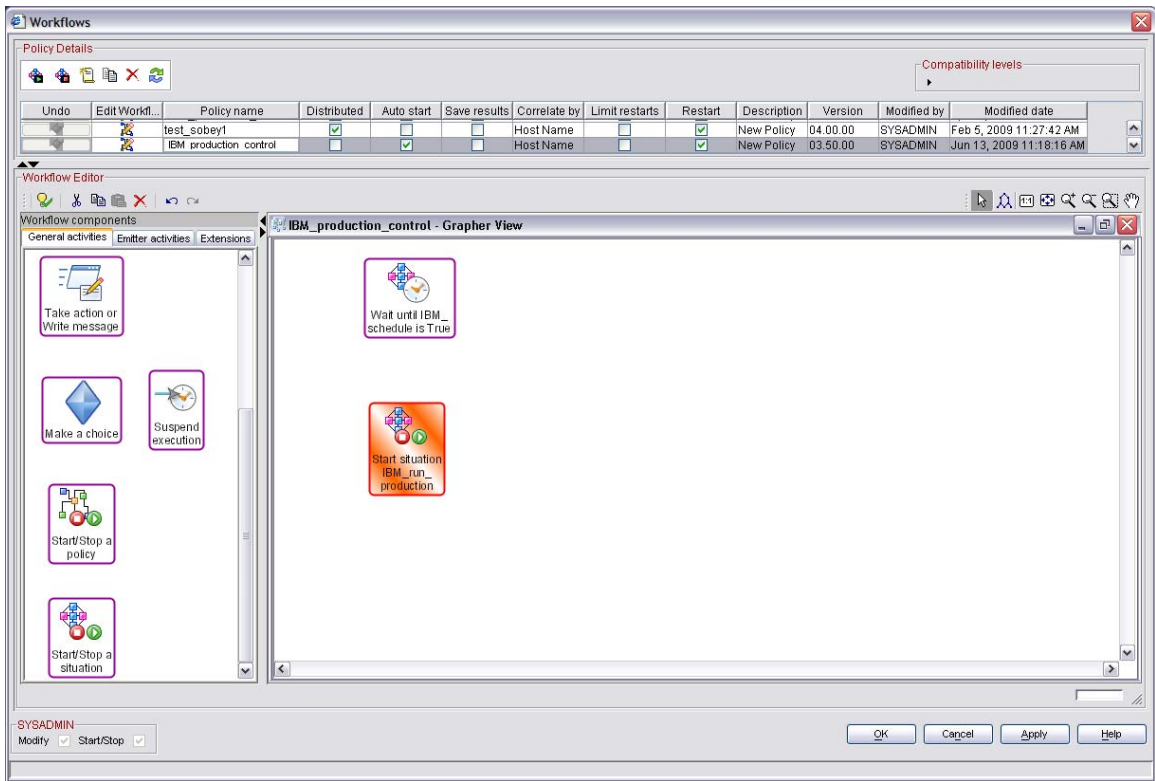 Workflows
Policy Details
Compatibility levels
Undo Edit Workfl... Policy name Distributed Auto start Save results Correlate by Limit restarts Restart Description Version Modified by Modified date
test_sobey1 Host Name New Policy 04.00.00 SYSADMIN Feb 5, 2009 11:27:42 AM
IBM_production_control Host Name New Policy 03.50.00 SYSADMIN Jun 13, 2009 11:18:16 AM
Workflow Editor
1:1
Workflow components
General activities Emitter activities Extensions
IBM_production_control - Grapher View
Take action or
Write message
Make a choice
Suspend
execution
Start/Stop a
policy
Start/Stop a
situation
Wait until IBM_
schedule is True
Start situation
IBM_run_
production
SYSADMIN
Modify Start/Stop
OK Cancel Apply Help